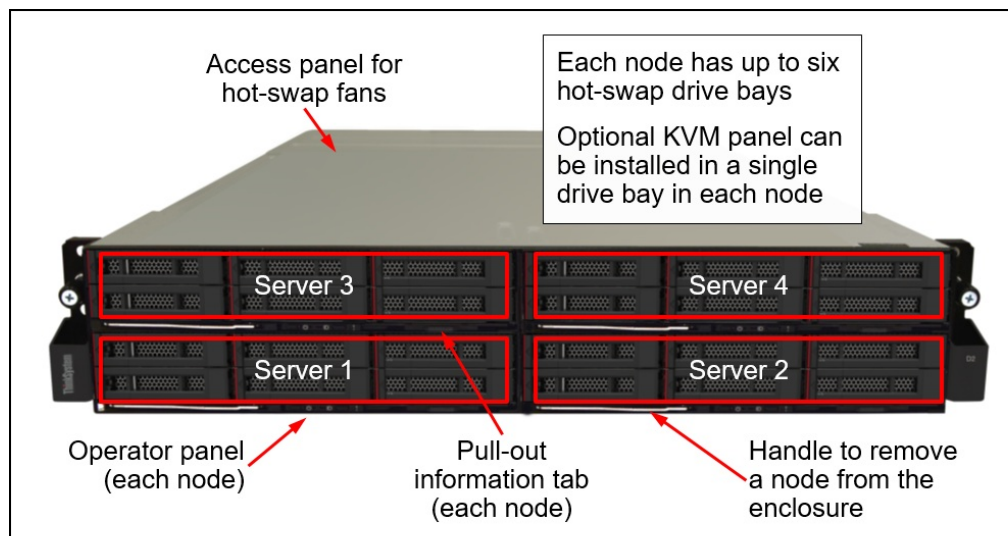 Access panel for
hot-swap fans
Each node has up to six
hot-swap drive bays
Optional KVM panel can
be installed in a single
drive bay in each node
Server 3
Server 4
Server 1
Server 2
ThinkSystem
D2
Operator panel
(each node)
Pull-out
information tab
(each node)
Handle to remove
a node from the
enclosure